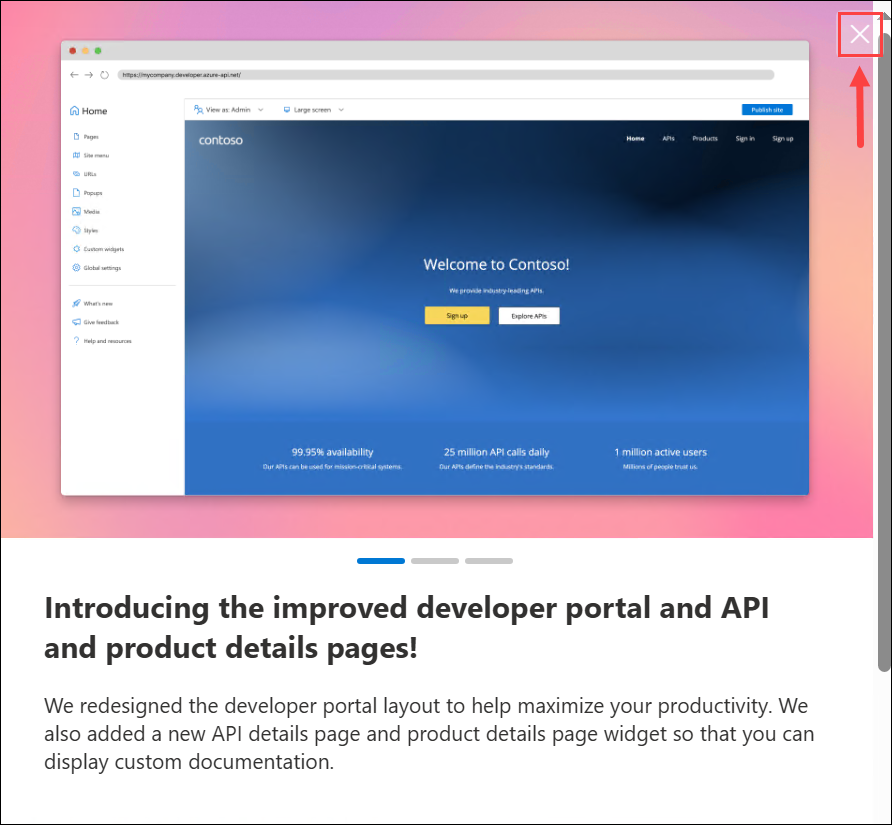 https://mycompany.developer.azure-api.net/
Home
View as: Admin
Large screen
Publish site
Pages
Site menu
URLs
Popups
Media
Styles
Custom widgets
Global settings
What's new
Give feedback
Help and resources
contoso
Home APIs Products Sign in Sign up
Welcome to Contoso!
We provide industry-leading APIs.
Sign up Explore APIs
99.95% availability 25 million API calls daily 1 million active users
Our APIs can be used for mission-critical systems. Our APIs define the industry's standards. Millions of people trust us.
Introducing the improved developer portal and API
and product details pages!
We redesigned the developer portal layout to help maximize your productivity. We
also added a new API details page and product details page widget so that you can
display custom documentation.